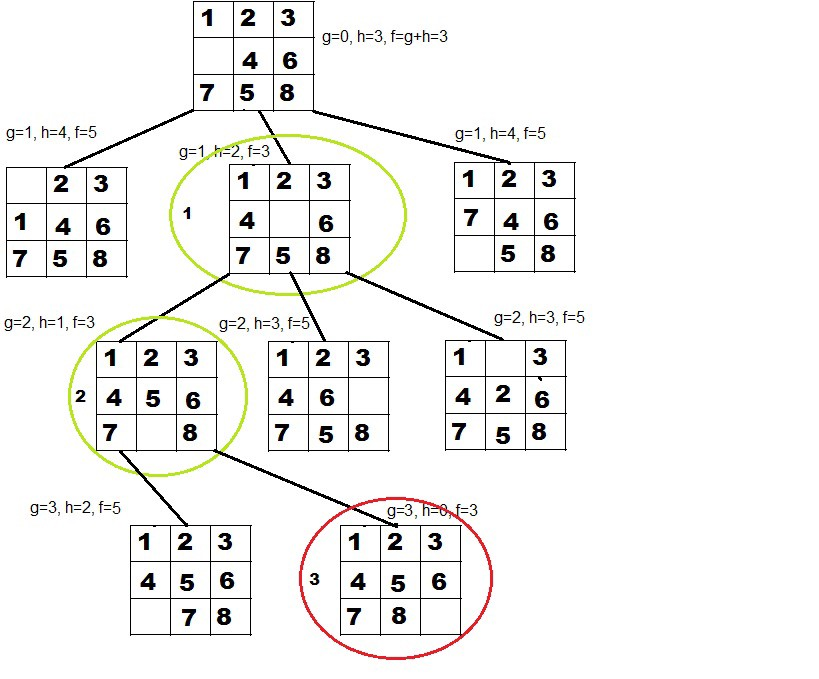 1 2 3
g=0, h=3, f=g+h=3
4 6
7 5 8
g=1, h=4, f=5
g=1, h=2, f=3
g=1, h=4, f=5
2 3
1 4 6
7 5 8
1
1 2 3
4 6
7 5 8
1 2 3
7 4 6
5 8
g=2, h=1, f=3
g=2, h=3, f=5
g=2, h=3, f=5
2
1 2 3
4 5 6
7 8
1 2 3
4 6
7 5 8
1 3
4 2 6
7 5 8
g=3, h=2, f=5
g=3, h=0, f=3
1 2 3
4 5 6
7 8
3
1 2 3
4 5 6
7 8